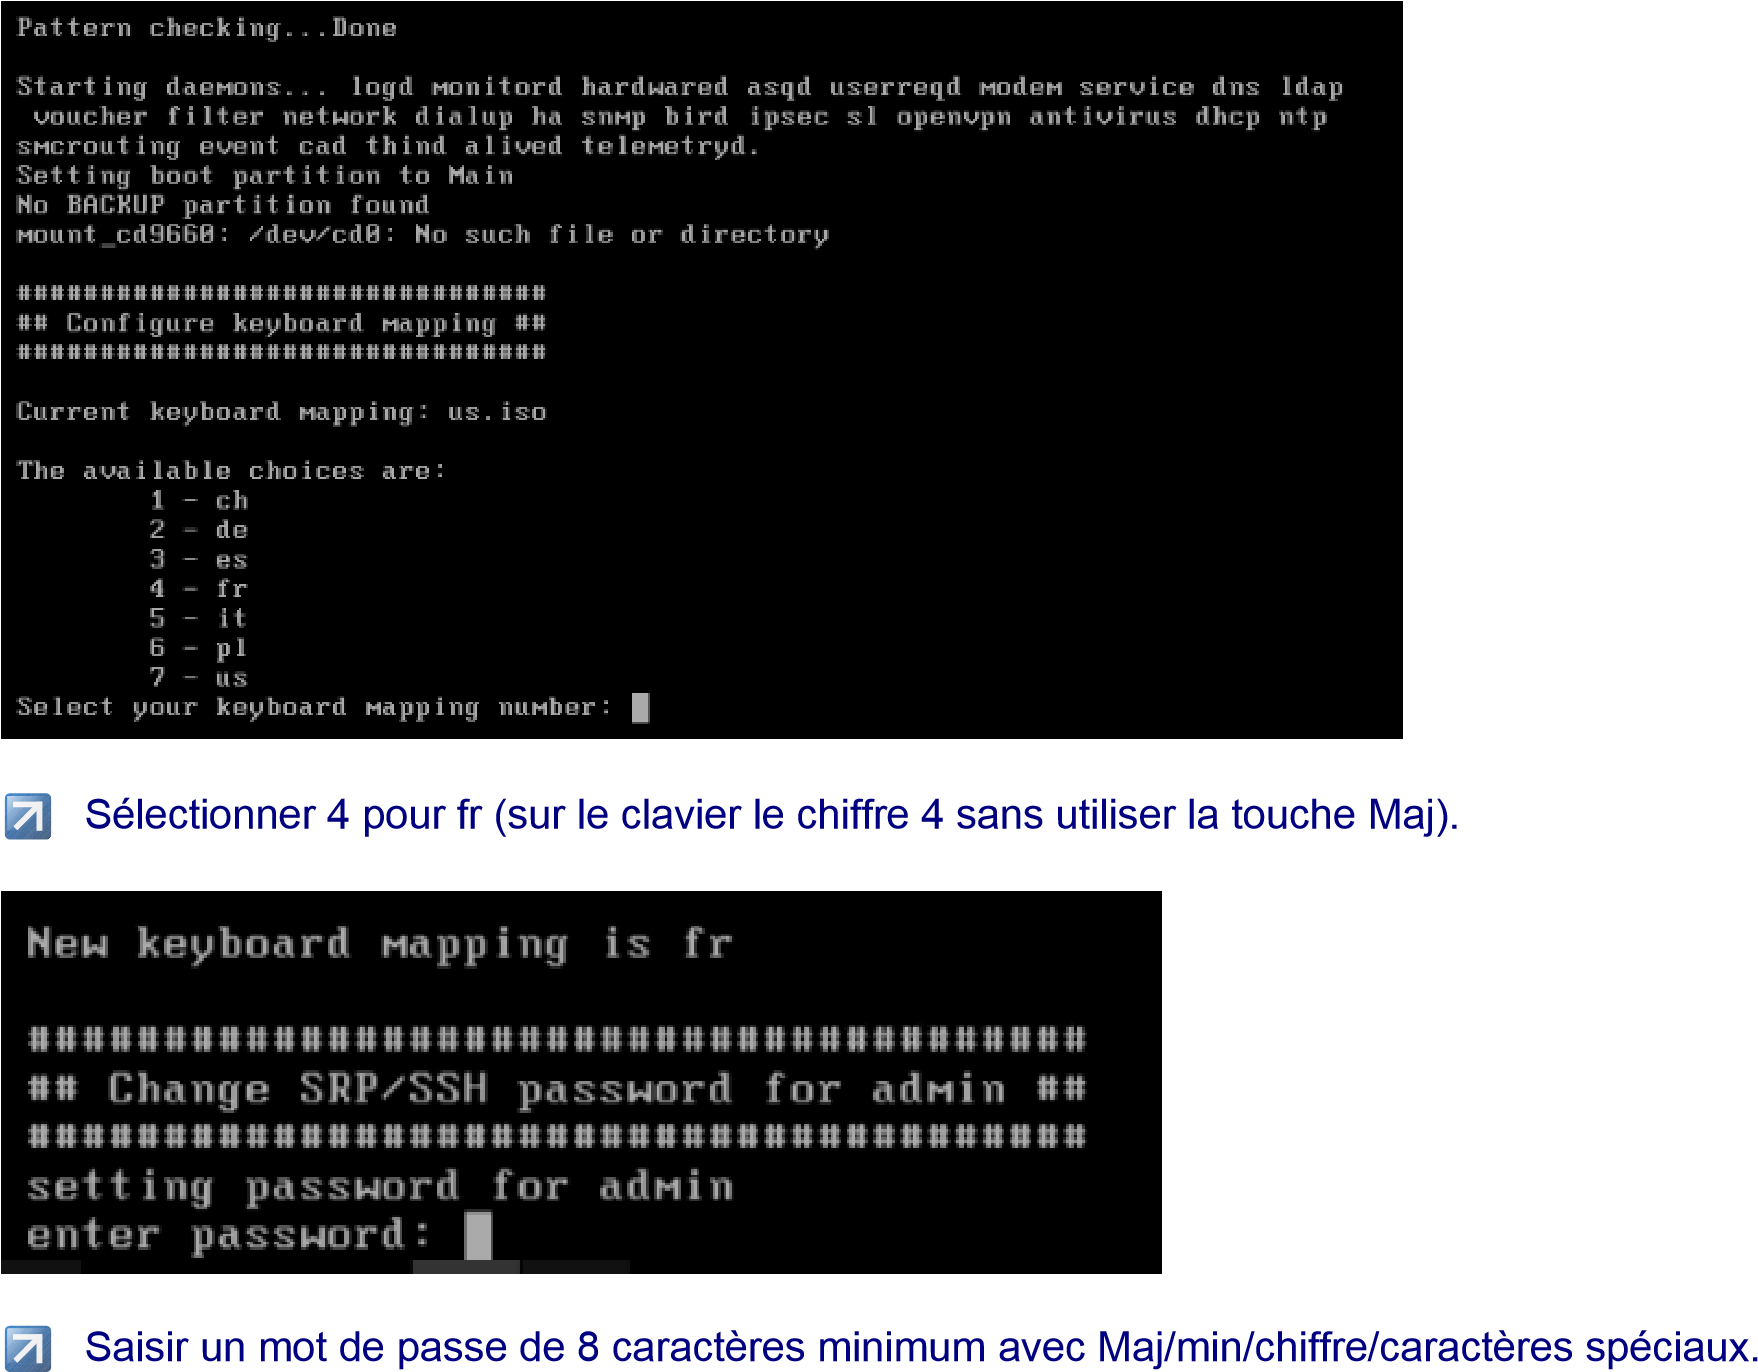 Pattern checking...Done
Starting daemons... logd monitord hardwared asqd userreqd modem service dns ldap
voucher filter network dialup ha snmp bird ipsec sl openvpn antivirus dhcp ntp
smcrouting event cad thind alived telemetryd.
Setting boot partition to Main
No BACKUP partition found
mount_cd9660: /dev/cd0: No such file or directory
################################
## Configure keyboard mapping ##
################################
Current keyboard mapping: us.iso
The available choices are:
1 - ch
2 - de
3 - es
4 - fr
5 - it
6 - pl
7 - us
Select your keyboard mapping number:
Sélectionner 4 pour fr (sur le clavier le chiffre 4 sans utiliser la touche Maj).
New keyboard mapping is fr
#######################################
## Change SRP/SSH password for admin ##
#######################################
setting password for admin
enter password:
Saisir un mot de passe de 8 caractères minimum avec Maj/min/chiffre/caractères spéciaux.